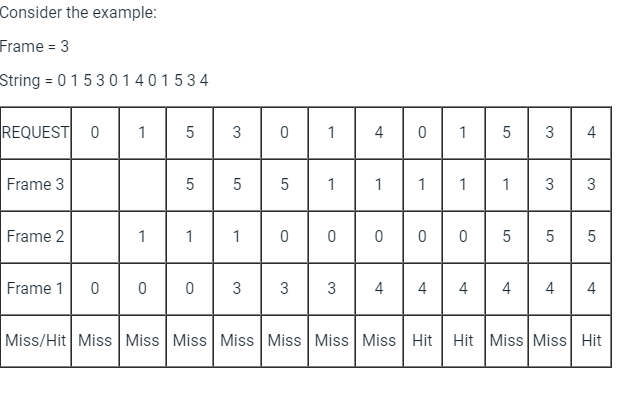 Consider the example:
Frame = 3
String = 0 1 5 3 0 1 4 0 1 5 3 4
REQUEST 0 1 5 3 0 1 4 0 1 5 3 4
Frame 3 5 5 5 1 1 1 1 1 3 3
Frame 2 1 1 1 0 0 0 0 0 5 5 5
Frame 1 0 0 0 3 3 3 4 4 4 4 4 4
Miss/Hit Miss Miss Miss Miss Miss Miss Miss Hit Hit Miss Miss Hit